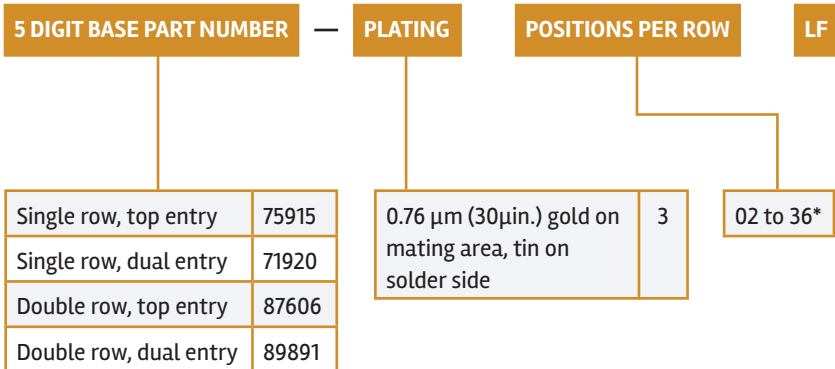 5 DIGIT BASE PART NUMBER — PLATING POSITIONS PER ROW LF
Single row, top entry 75915
Single row, dual entry 71920
Double row, top entry 87606
Double row, dual entry 89891
0.76 µm (30µin.) gold on 3
mating area, tin on
solder side
02 to 36*